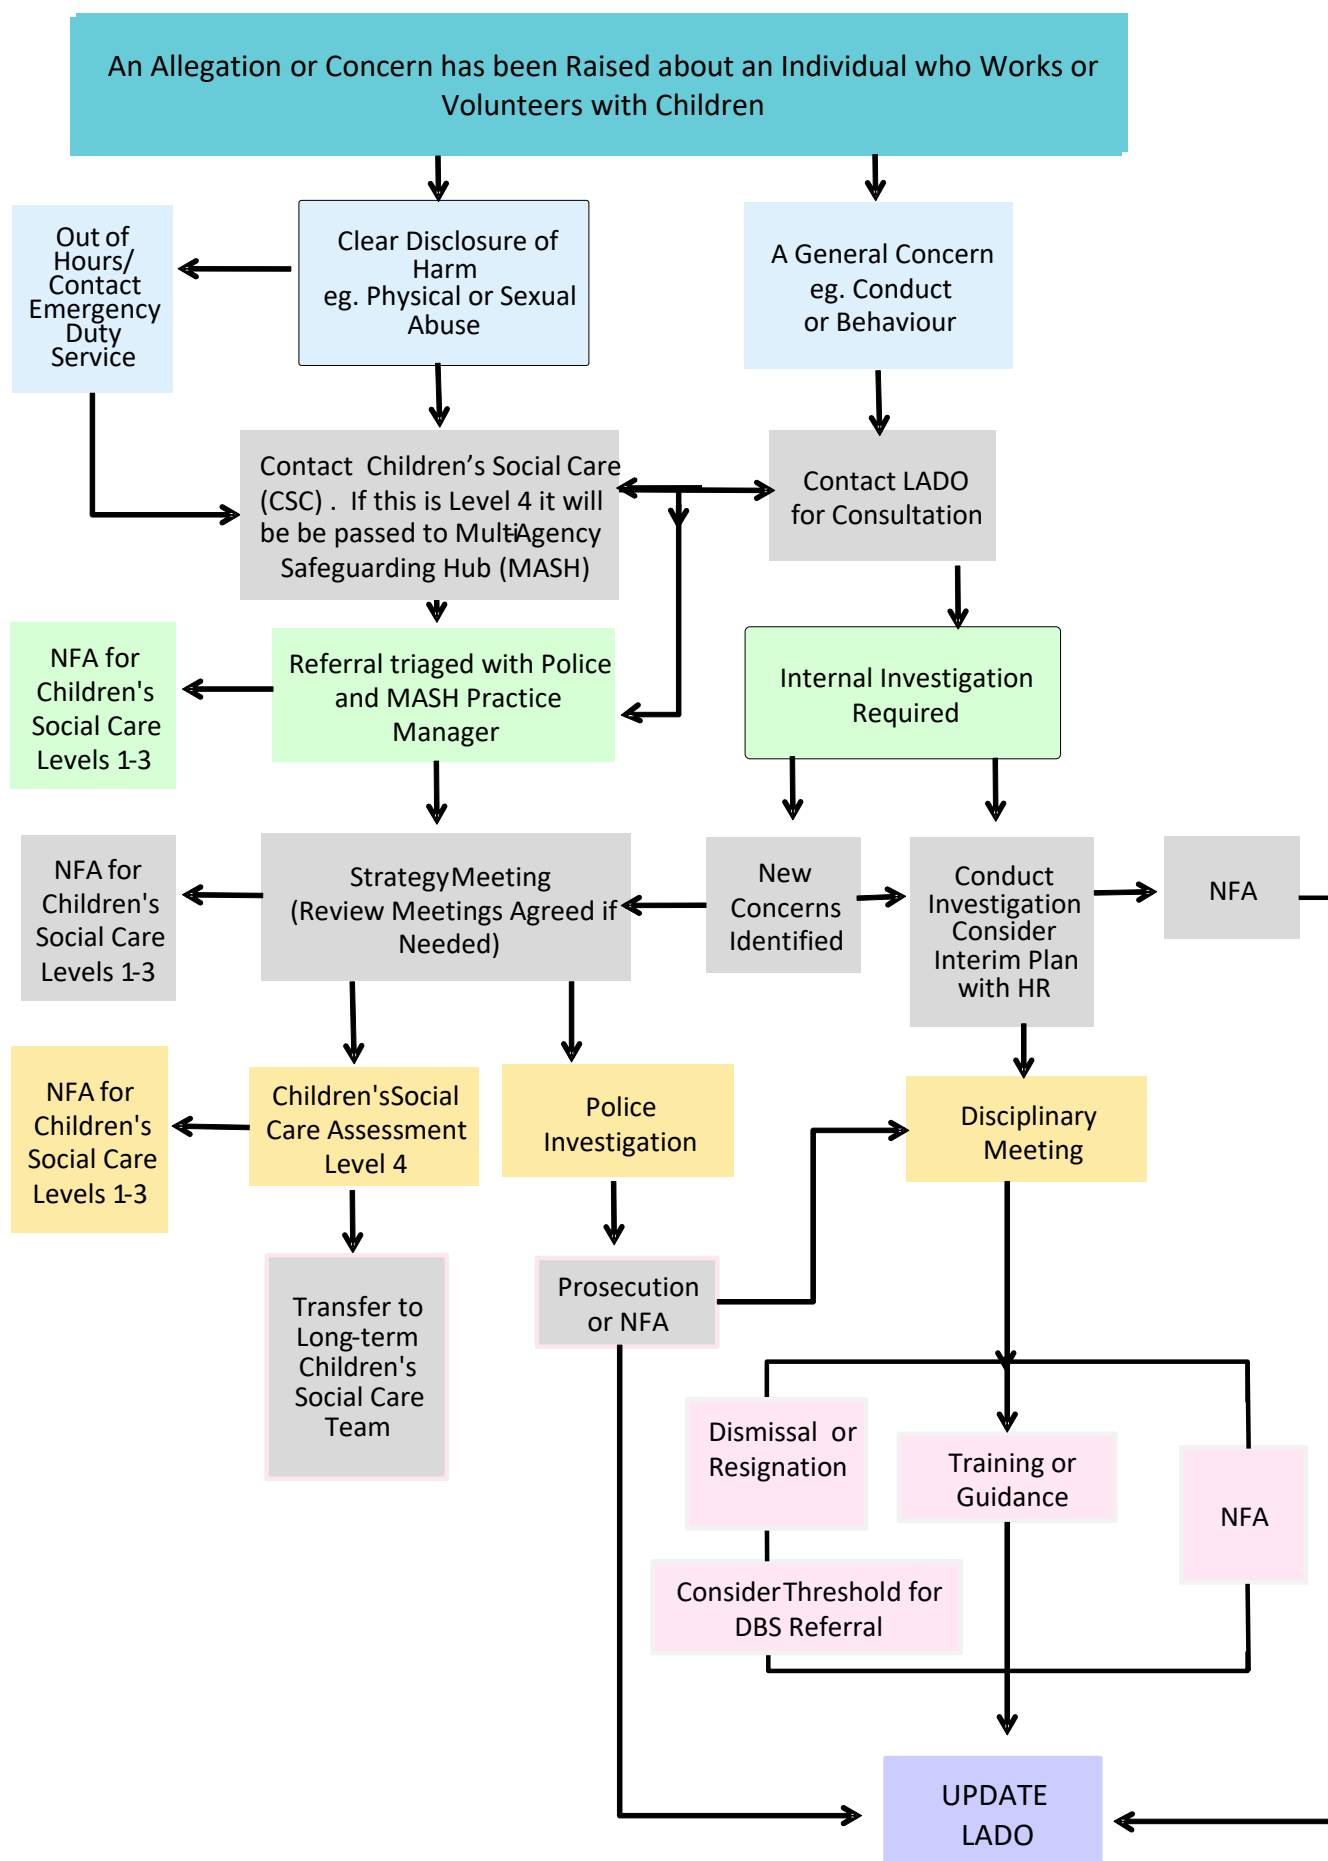 An Allegation or Concern has been Raised about an Individual who Works or
Volunteers with Children
Out of
Hours/
Contact
Emergency
Duty
Service
Clear Disclosure of
Harm
eg. Physical or Sexual
Abuse
A General Concern
eg. Conduct
or Behaviour
Contact Children's Social Care
(CSC) . If this is Level 4 it will
be be passed to Multi-Agency
Safeguarding Hub (MASH)
Contact LADO
for Consultation
NFA for
Children's
Social Care
Levels 1-3
Referral triaged with Police
and MASH Practice
Manager
Internal Investigation
Required
NFA for
Children's
Social Care
Levels 1-3
Strategy Meeting
(Review Meetings Agreed if
Needed)
New
Concerns
Identified
Conduct
Investigation
Consider
Interim Plan
with HR
NFA
NFA for
Children's
Social Care
Levels 1-3
Children's Social
Care Assessment
Level 4
Police
Investigation
Disciplinary
Meeting
Transfer to
Long-term
Children's
Social Care
Team
Prosecution
or NFA
Dismissal or
Resignation
Training or
Guidance
NFA
Consider Threshold for
DBS Referral
UPDATE
LADO